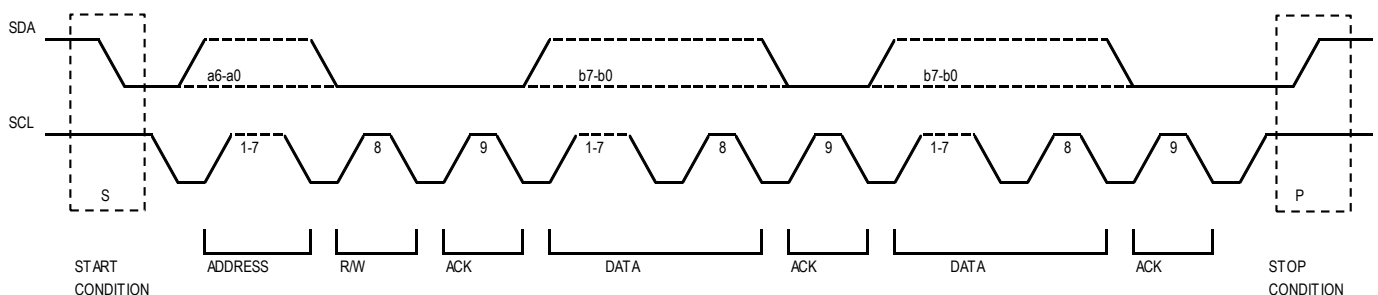 SDA
a6-a0 b7-b0 b7-b0
SCL
1-7 8 9 1-7 8 9 1-7 8 9
S P
START CONDITION ADDRESS R/W ACK DATA ACK DATA ACK STOP CONDITION